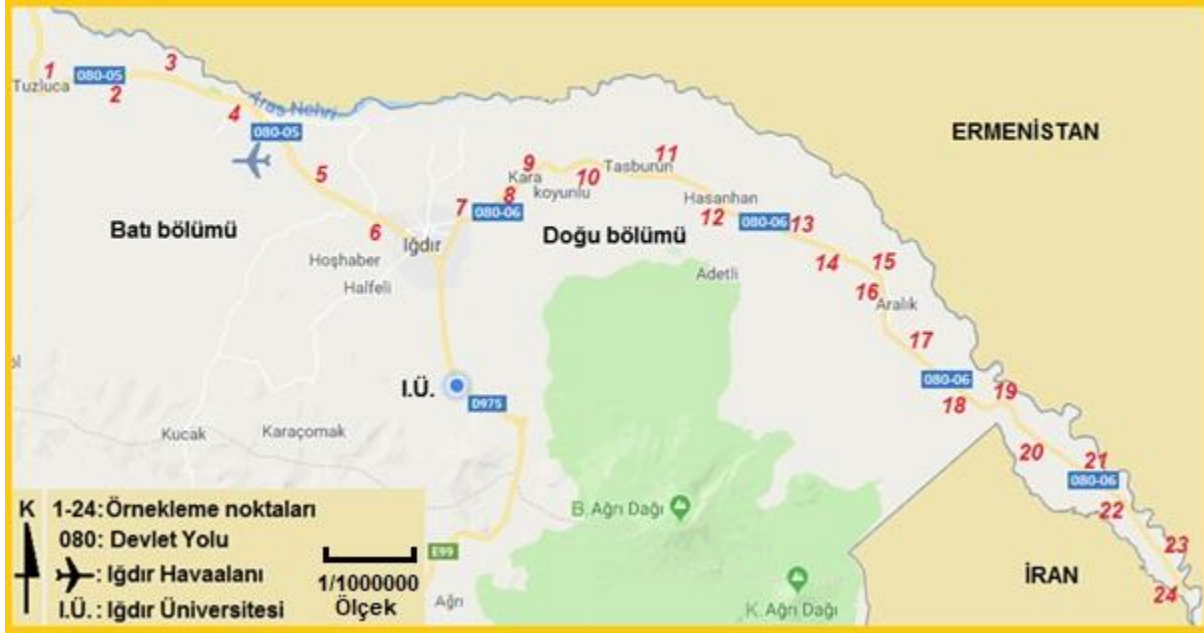 1
Tuzluca
080-05
2
3
4
Aras Nehri
080-05
5
6
Batı bölümü
Iğdır
Hoşhaber
Halfeli
7
080-06
8
9
Kara
koyunlu
10
Tasburun
11
ERMENİSTAN
Hasanhan
12
080-06
13
Doğu bölümü
14
15
Adetli
16
Aralık
17
080-06
18
19
I.Ü.
D975
Kucak
Karaçomak
20
21
080-06
22
B. Ağrı Dağı
23
İRAN
24
K. Ağrı Dağı
E99
Ağrı
K
1-24:Örnekleme noktaları
080: Devlet Yolu
: Iğdır Havaalanı
I.Ü.: Iğdır Üniversitesi
1/1000000
Ölçek